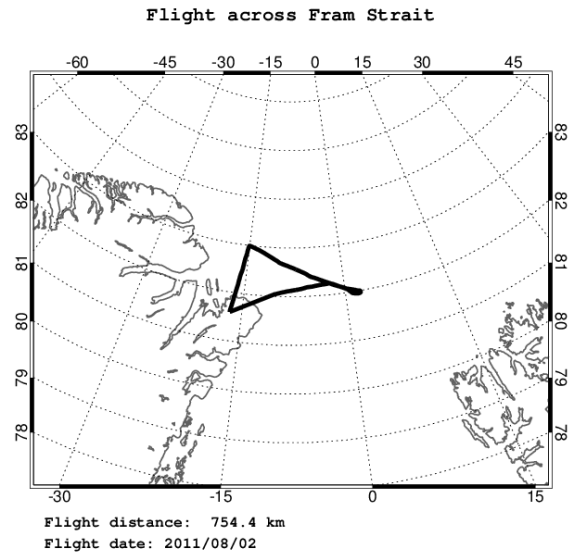 Flight across Fram Strait
-60 -45 -30 -15 0 15 30 45
83 83
82 82
81 81
80 80
79 79
78 78
-30 -15 0 15
Flight distance: 754.4 km
Flight date: 2011/08/02